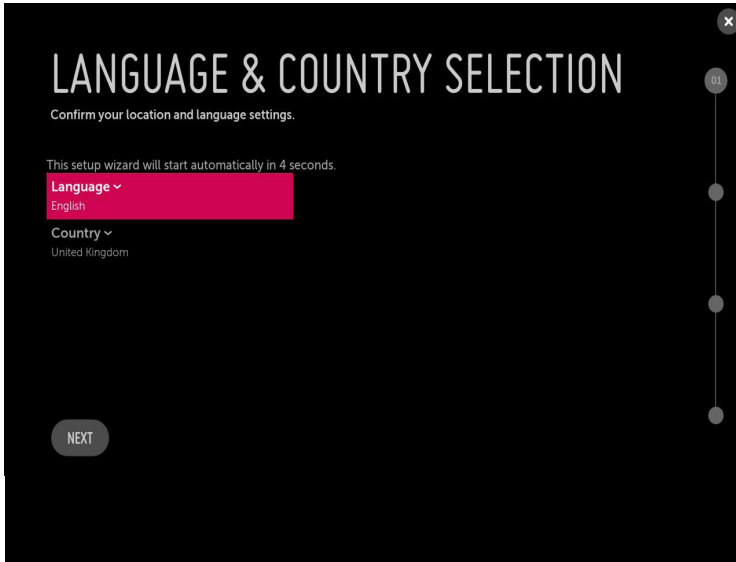 LANGUAGE & COUNTRY SELECTION
01
Confirm your location and language settings.
This setup wizard will start automatically in 4 seconds.
Language
English
Country
United Kingdom
NEXT